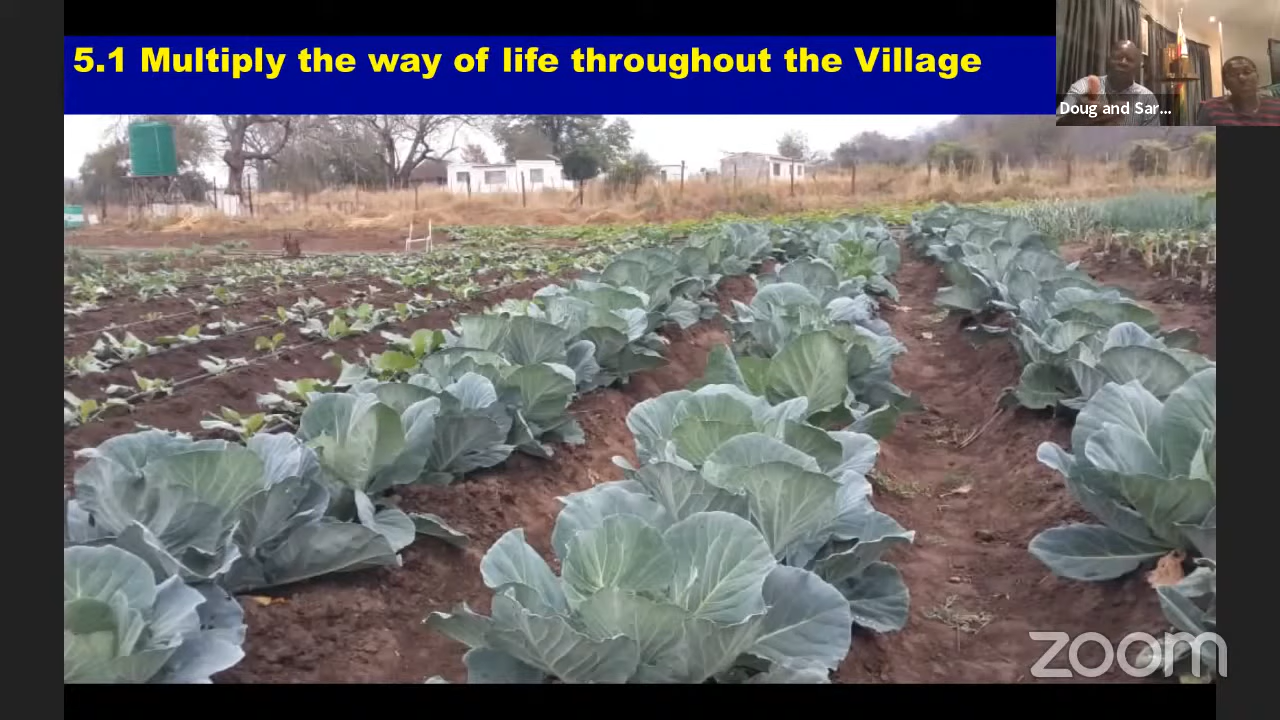 5.1 Multiply the way of life throughout the Village
Doug and Sar...
zoom